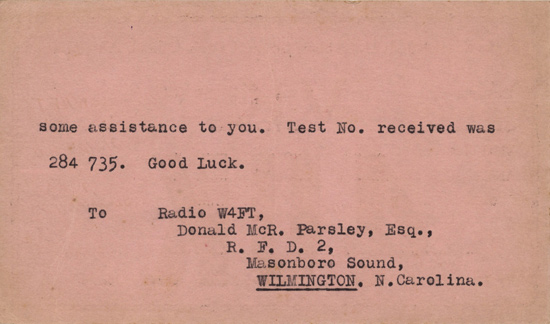 some assistance to you. Test No. received was
284 735. Good Luck.
To Radio W4FT,
Donald McR. Parsley, Esq.,
R. F. D. 2,
Masonboro Sound,
WILMINGTON. N.Carolina.